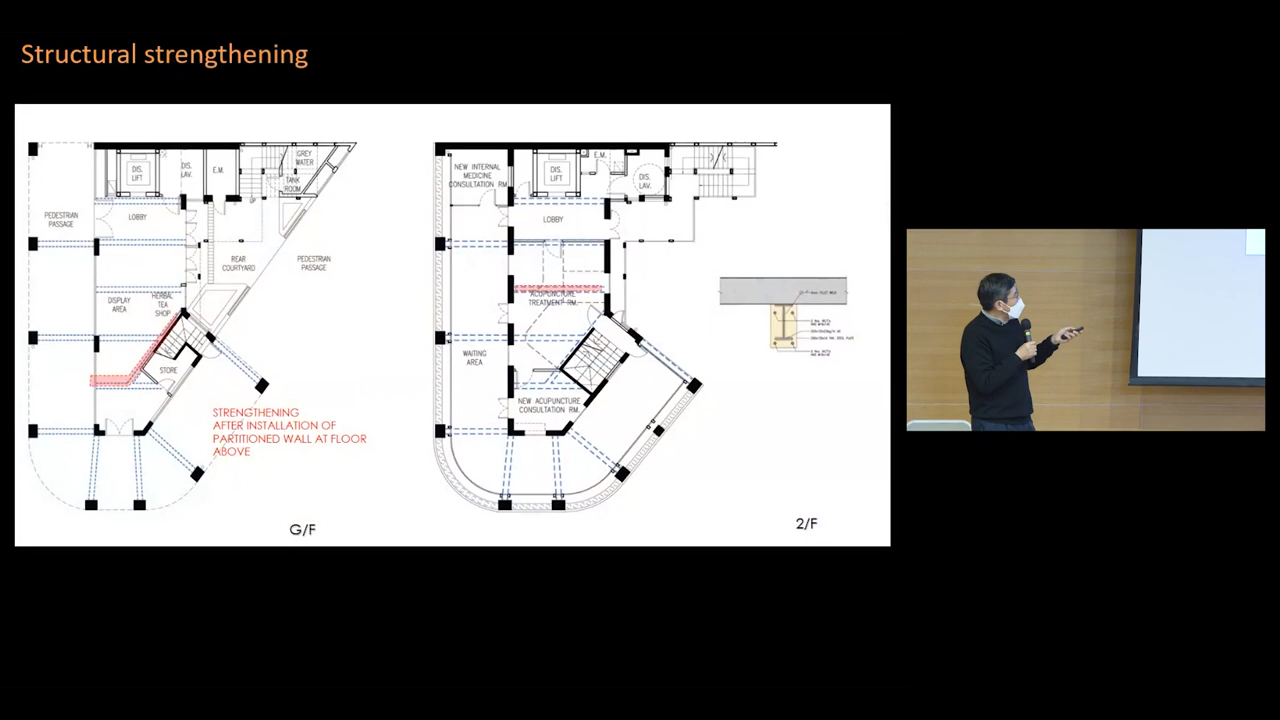 Structural strengthening
GREY
WATER
TANK
ROOM
DIS.
LIFT
DIS.
LAV.
E.M.
PEDESTRIAN
PASSAGE
LOBBY
REAR
COURTYARD
PEDESTRIAN
PASSAGE
DISPLAY
AREA
HERBAL
TEA
SHOP
STORE
STRENGTHENING
AFTER INSTALLATION OF
PARTITIONED WALL AT FLOOR
ABOVE
G/F
NEW INTERNAL
MEDICINE
CONSULTATION RM.
DIS.
LIFT
E.M.
DIS.
LAV.
LOBBY
ACUPUNCTURE
TREATMENT RM.
WAITING
AREA
NEW ACUPUNCTURE
CONSULTATION RM.
2/F